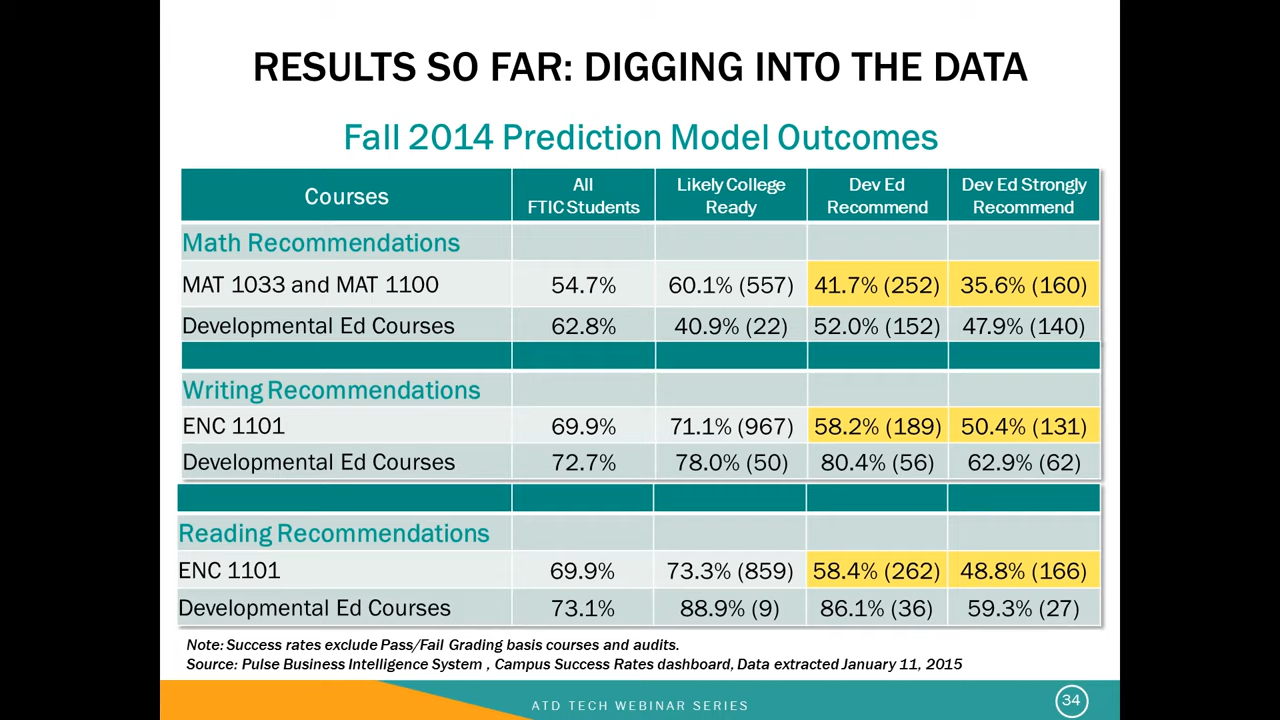 RESULTS SO FAR: DIGGING INTO THE DATA
Fall 2014 Prediction Model Outcomes
Courses All FTIC Students Likely College Ready Dev Ed Recommend Dev Ed Strongly Recommend
Math Recommendations
MAT 1033 and MAT 1100 54.7% 60.1% (557) 41.7% (252) 35.6% (160)
Developmental Ed Courses 62.8% 40.9% (22) 52.0% (152) 47.9% (140)
Writing Recommendations
ENC 1101 69.9% 71.1% (967) 58.2% (189) 50.4% (131)
Developmental Ed Courses 72.7% 78.0% (50) 80.4% (56) 62.9% (62)
Reading Recommendations
ENC 1101 69.9% 73.3% (859) 58.4% (262) 48.8% (166)
Developmental Ed Courses 73.1% 88.9% (9) 86.1% (36) 59.3% (27)
Note: Success rates exclude Pass/Fail Grading basis courses and audits.
Source: Pulse Business Intelligence System , Campus Success Rates dashboard, Data extracted January 11, 2015
ATD TECH WEBINAR SERIES
34